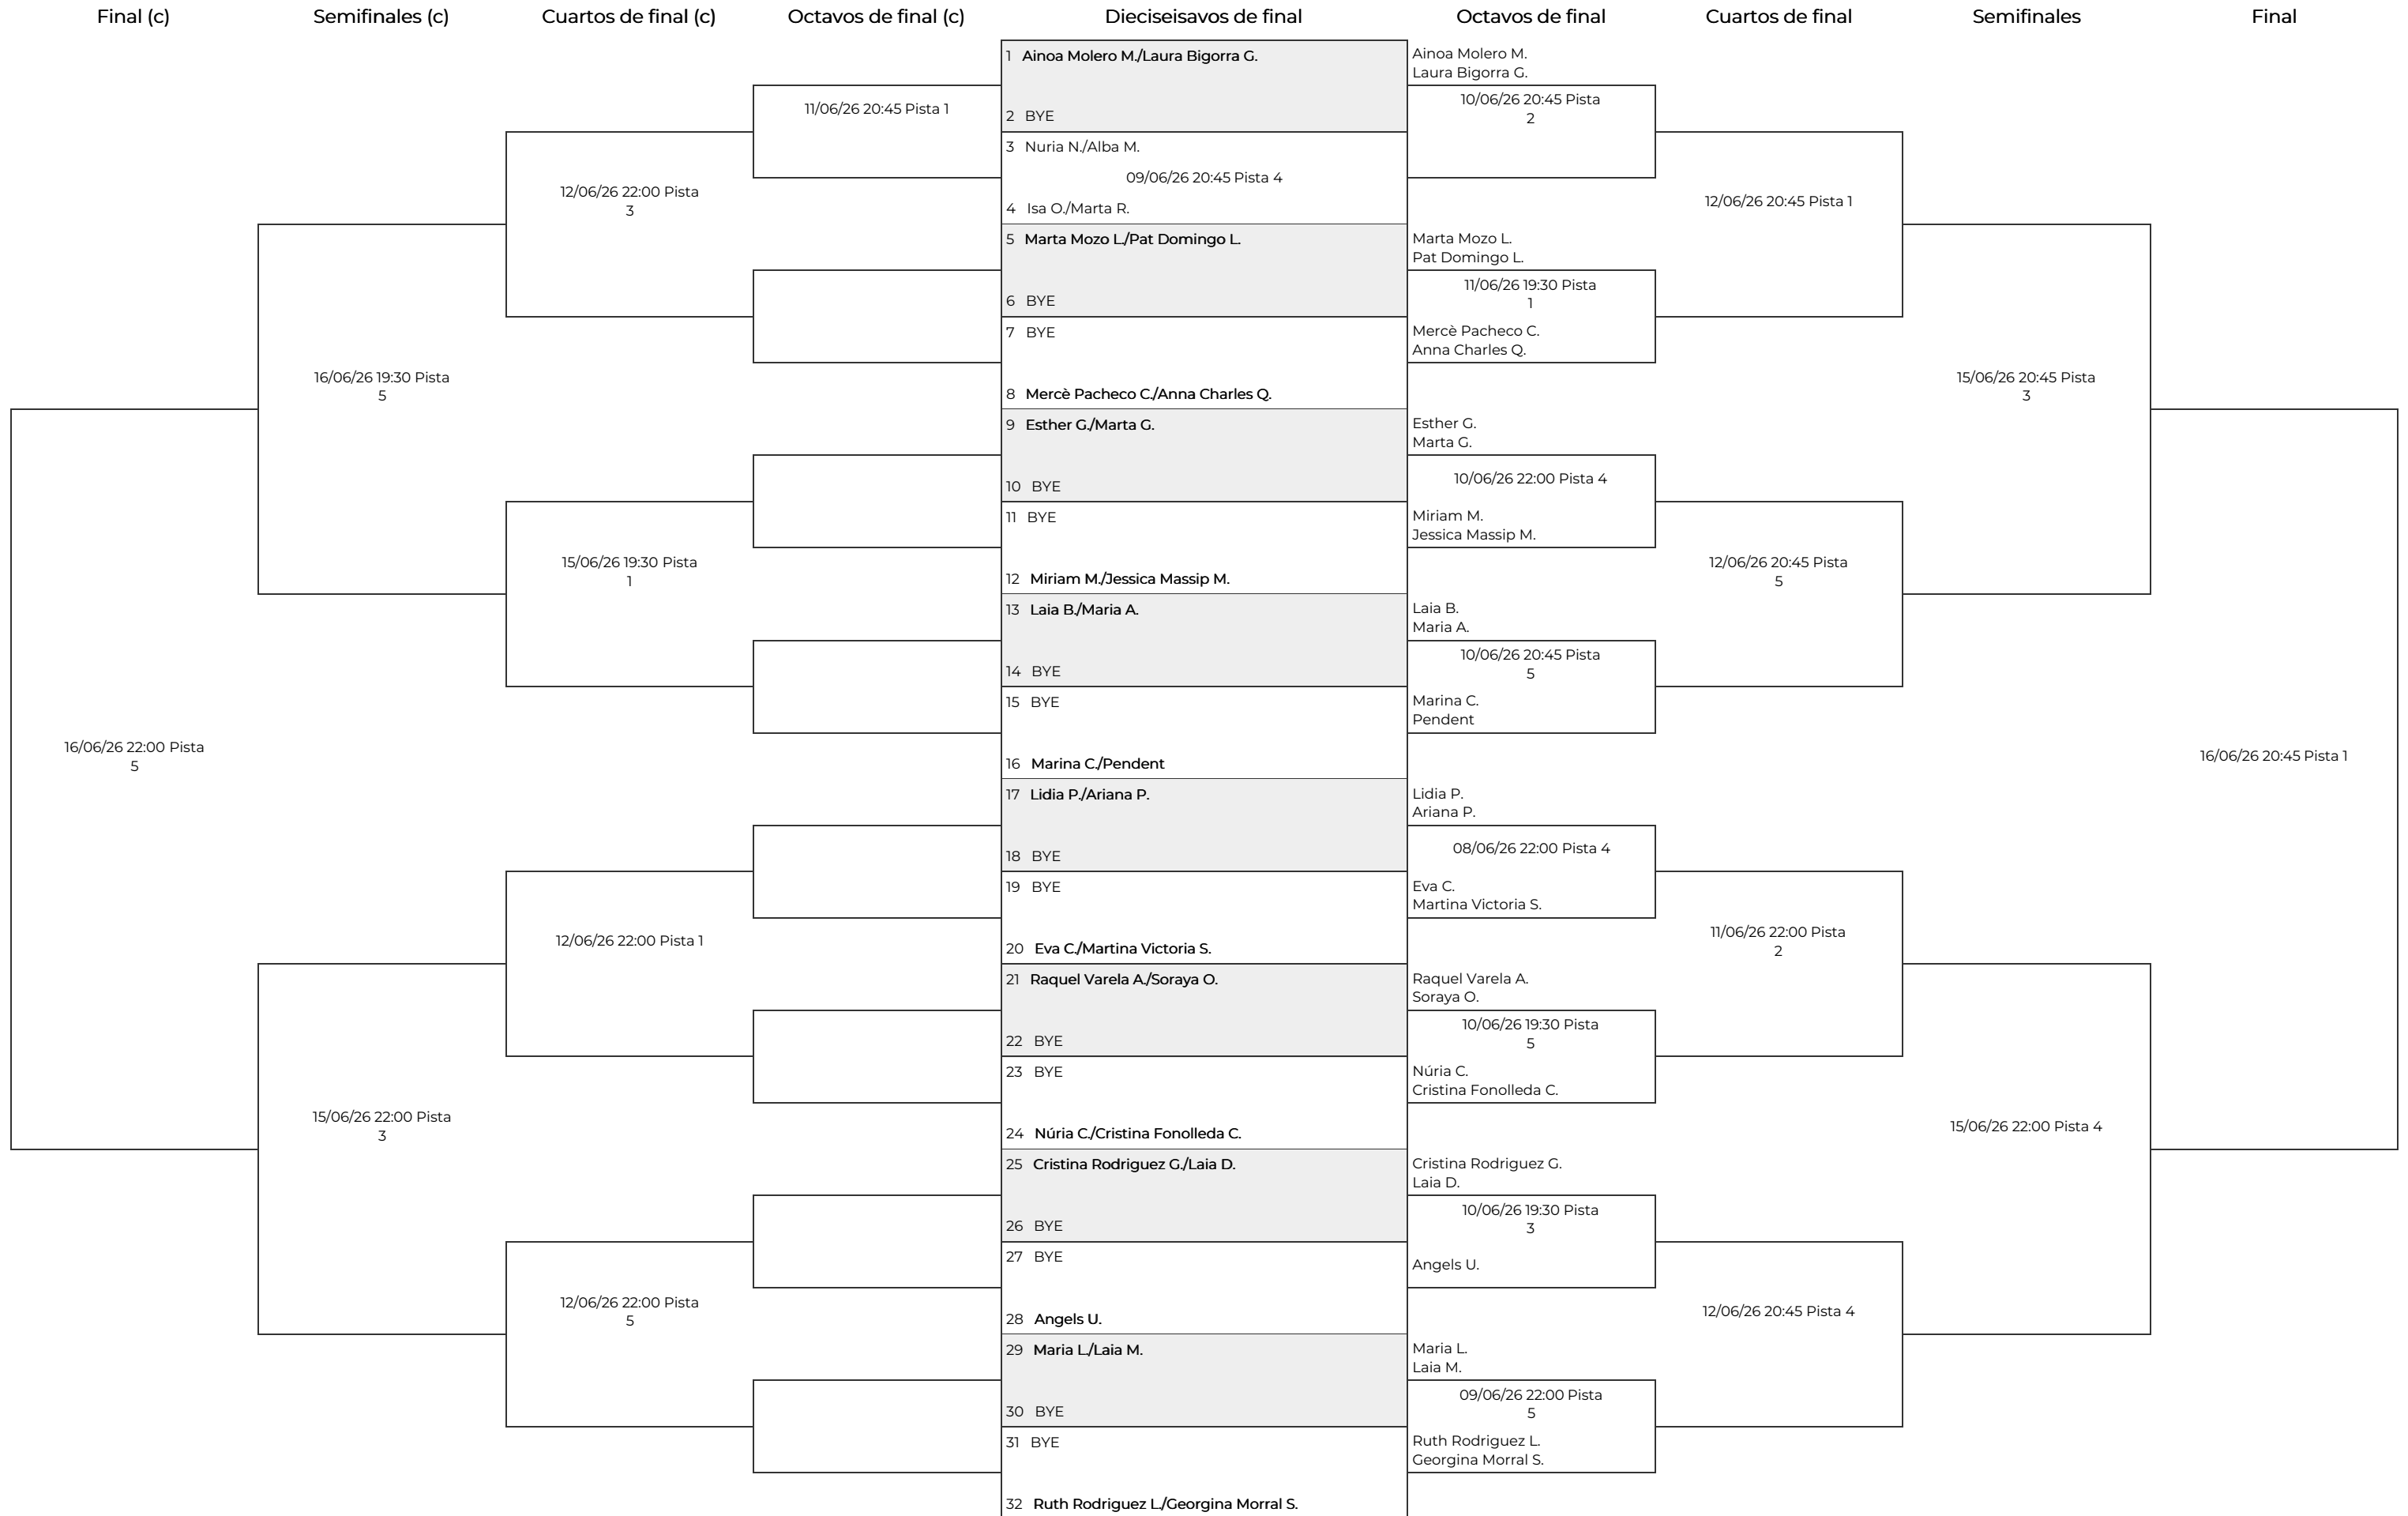 Final (c)
Semifinales (c)
Cuartos de final (c)
Octavos de final (c)
Dieciseisavos de final
Octavos de final
Cuartos de final
Semifinales
Final
16/06/26 22:00 Pista
5
16/06/26 19:30 Pista
5
15/06/26 22:00 Pista
3
12/06/26 22:00 Pista
3
15/06/26 19:30 Pista
1
12/06/26 22:00 Pista 1
12/06/26 22:00 Pista
5
11/06/26 20:45 Pista 1
1 Ainoa Molero M./Laura Bigorra G.
2 BYE
3 Nuria N./Alba M.
09/06/26 20:45 Pista 4
4 Isa O./Marta R.
5 Marta Mozo L./Pat Domingo L.
6 BYE
7 BYE
8 Mercè Pacheco C./Anna Charles Q.
9 Esther G./Marta G.
10 BYE
11 BYE
12 Miriam M./Jessica Massip M.
13 Laia B./Maria A.
14 BYE
15 BYE
16 Marina C./Pendent
17 Lidia P./Ariana P.
18 BYE
19 BYE
20 Eva C./Martina Victoria S.
21 Raquel Varela A./Soraya O.
22 BYE
23 BYE
24 Núria C./Cristina Fonolleda C.
25 Cristina Rodriguez G./Laia D.
26 BYE
27 BYE
28 Angels U.
29 Maria L./Laia M.
30 BYE
31 BYE
32 Ruth Rodriguez L./Georgina Morral S.
Ainoa Molero M.
Laura Bigorra G.
10/06/26 20:45 Pista
2
Marta Mozo L.
Pat Domingo L.
11/06/26 19:30 Pista
1
Mercè Pacheco C.
Anna Charles Q.
Esther G.
Marta G.
10/06/26 22:00 Pista 4
Miriam M.
Jessica Massip M.
Laia B.
Maria A.
10/06/26 20:45 Pista
5
Marina C.
Pendent
Lidia P.
Ariana P.
08/06/26 22:00 Pista 4
Eva C.
Martina Victoria S.
Raquel Varela A.
Soraya O.
10/06/26 19:30 Pista
5
Núria C.
Cristina Fonolleda C.
Cristina Rodriguez G.
Laia D.
10/06/26 19:30 Pista
3
Angels U.
Maria L.
Laia M.
09/06/26 22:00 Pista
5
Ruth Rodriguez L.
Georgina Morral S.
12/06/26 20:45 Pista 1
12/06/26 20:45 Pista
5
11/06/26 22:00 Pista
2
12/06/26 20:45 Pista 4
15/06/26 20:45 Pista
3
15/06/26 22:00 Pista 4
16/06/26 20:45 Pista 1